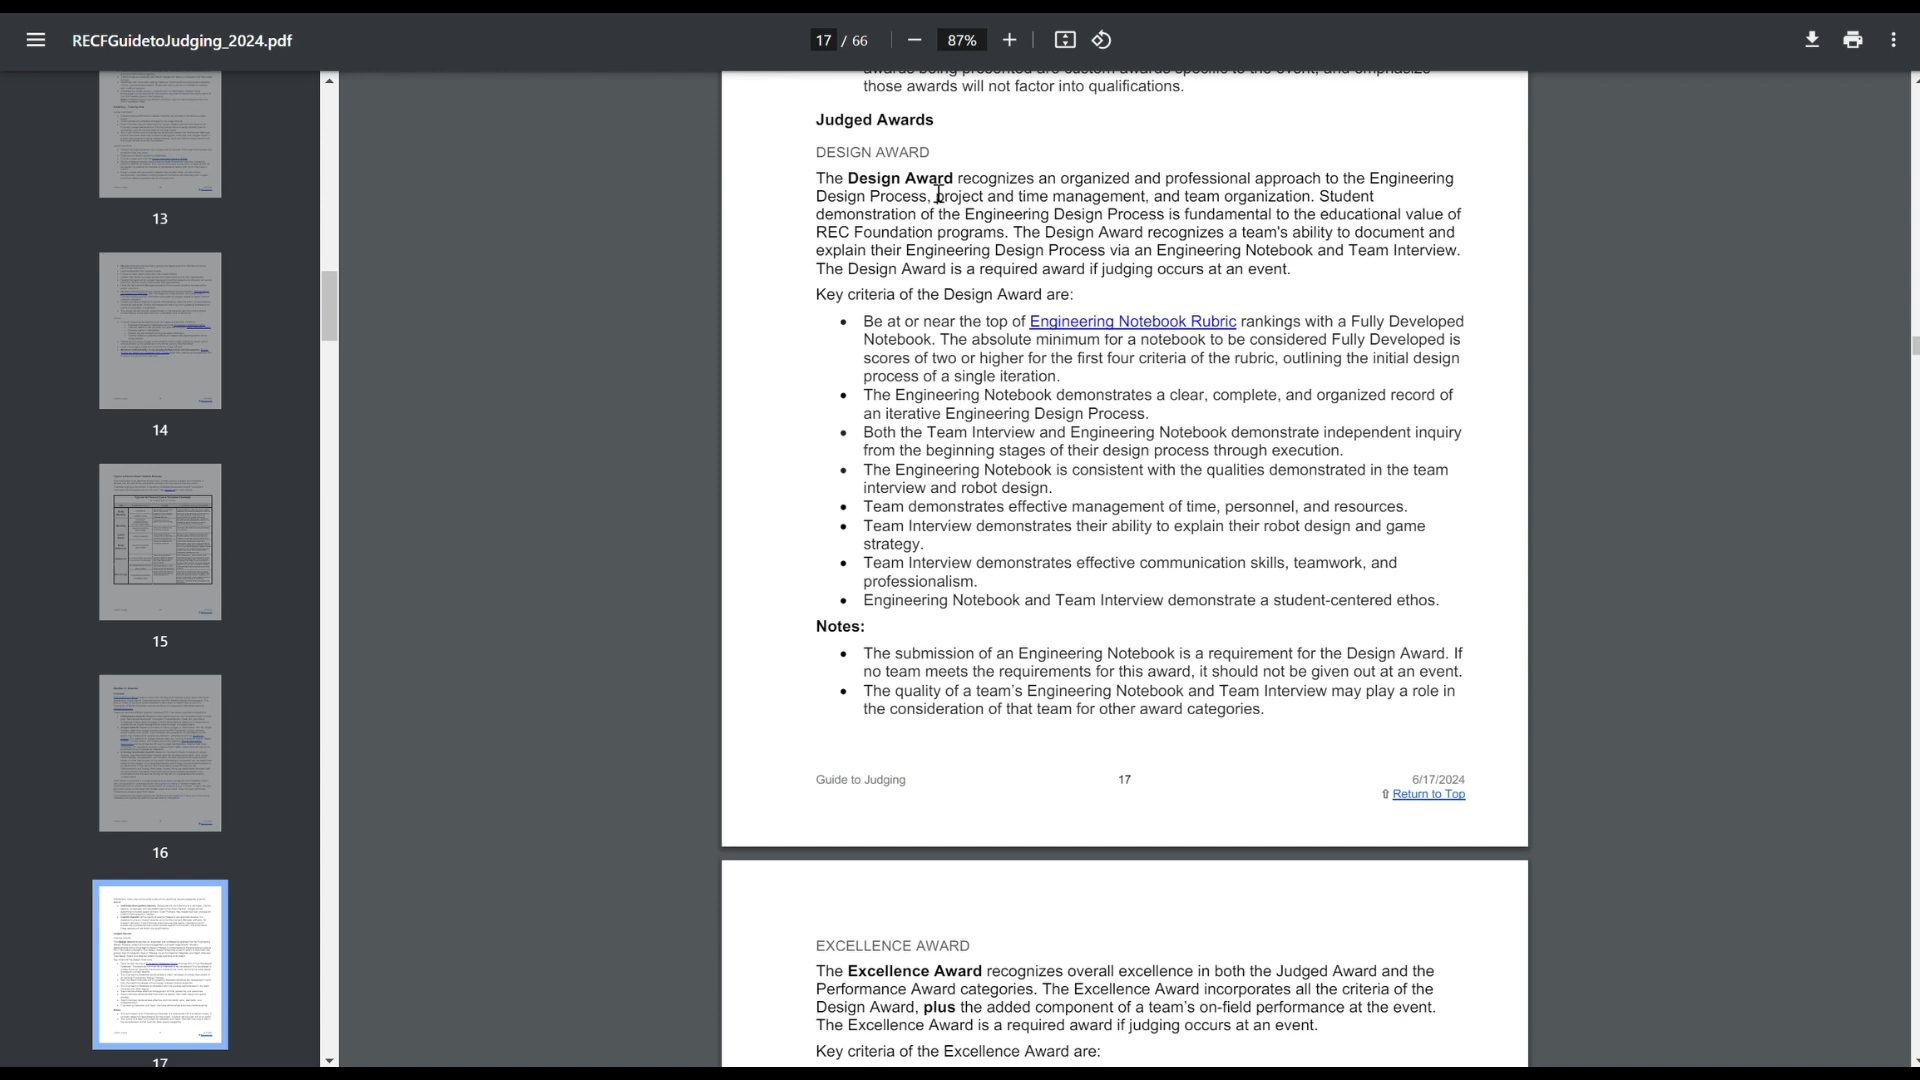 RECFGuidetoJudging_2024.pdf
17 / 66
87%
13
14
15
16
17
those awards will not factor into qualifications.
Judged Awards
DESIGN AWARD
The Design Award recognizes an organized and professional approach to the Engineering
Design Process, project and time management, and team organization. Student
demonstration of the Engineering Design Process is fundamental to the educational value of
REC Foundation programs. The Design Award recognizes a team's ability to document and
explain their Engineering Design Process via an Engineering Notebook and Team Interview.
The Design Award is a required award if judging occurs at an event.
Key criteria of the Design Award are:
• Be at or near the top of Engineering Notebook Rubric rankings with a Fully Developed
Notebook. The absolute minimum for a notebook to be considered Fully Developed is
scores of two or higher for the first four criteria of the rubric, outlining the initial design
process of a single iteration.
• The Engineering Notebook demonstrates a clear, complete, and organized record of
an iterative Engineering Design Process.
• Both the Team Interview and Engineering Notebook demonstrate independent inquiry
from the beginning stages of their design process through execution.
• The Engineering Notebook is consistent with the qualities demonstrated in the team
interview and robot design.
• Team demonstrates effective management of time, personnel, and resources.
• Team Interview demonstrates their ability to explain their robot design and game
strategy.
• Team Interview demonstrates effective communication skills, teamwork, and
professionalism.
• Engineering Notebook and Team Interview demonstrate a student-centered ethos.
Notes:
• The submission of an Engineering Notebook is a requirement for the Design Award. If
no team meets the requirements for this award, it should not be given out at an event.
• The quality of a team's Engineering Notebook and Team Interview may play a role in
the consideration of that team for other award categories.
Guide to Judging 17 6/17/2024
⇧ Return to Top
EXCELLENCE AWARD
The Excellence Award recognizes overall excellence in both the Judged Award and the
Performance Award categories. The Excellence Award incorporates all the criteria of the
Design Award, plus the added component of a team's on-field performance at the event.
The Excellence Award is a required award if judging occurs at an event.
Key criteria of the Excellence Award are: